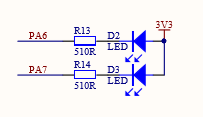 3V3
PA6 R13 D2
510R LED
PA7 R14 D3
510R LED